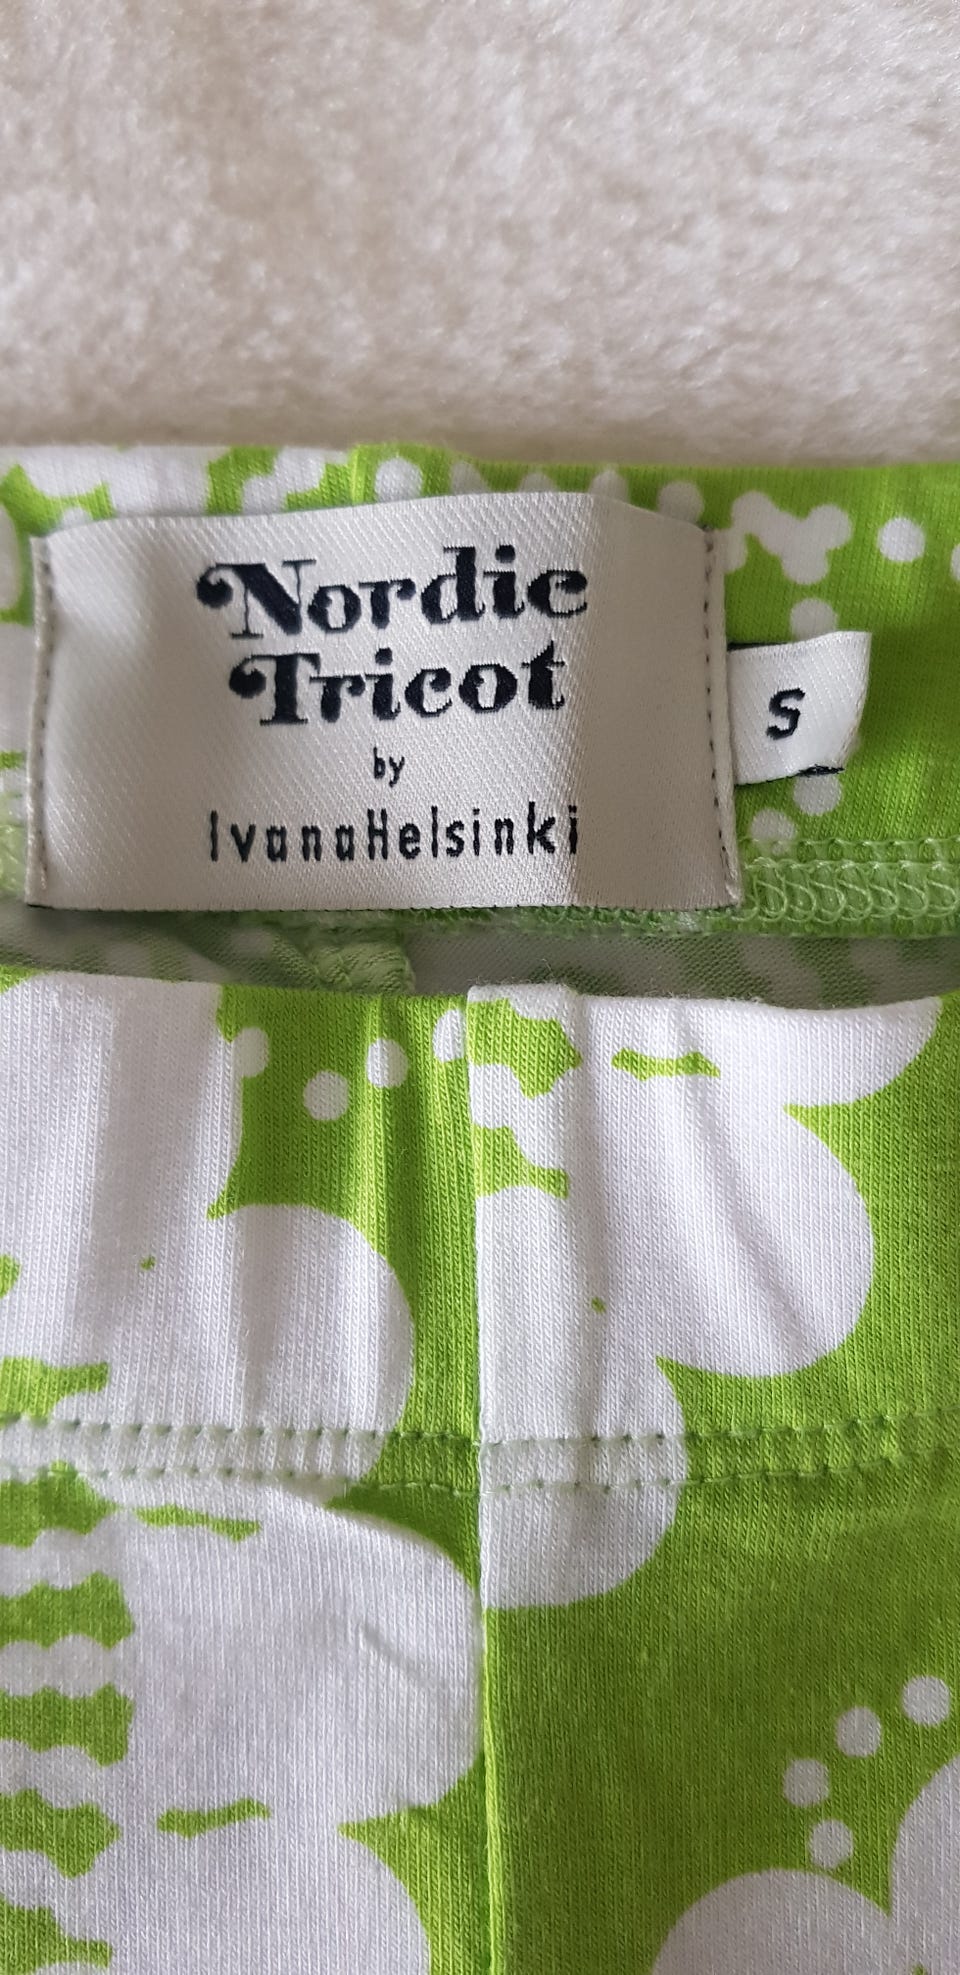 Nordic
Tricot
by
IvanaHelsinki
S